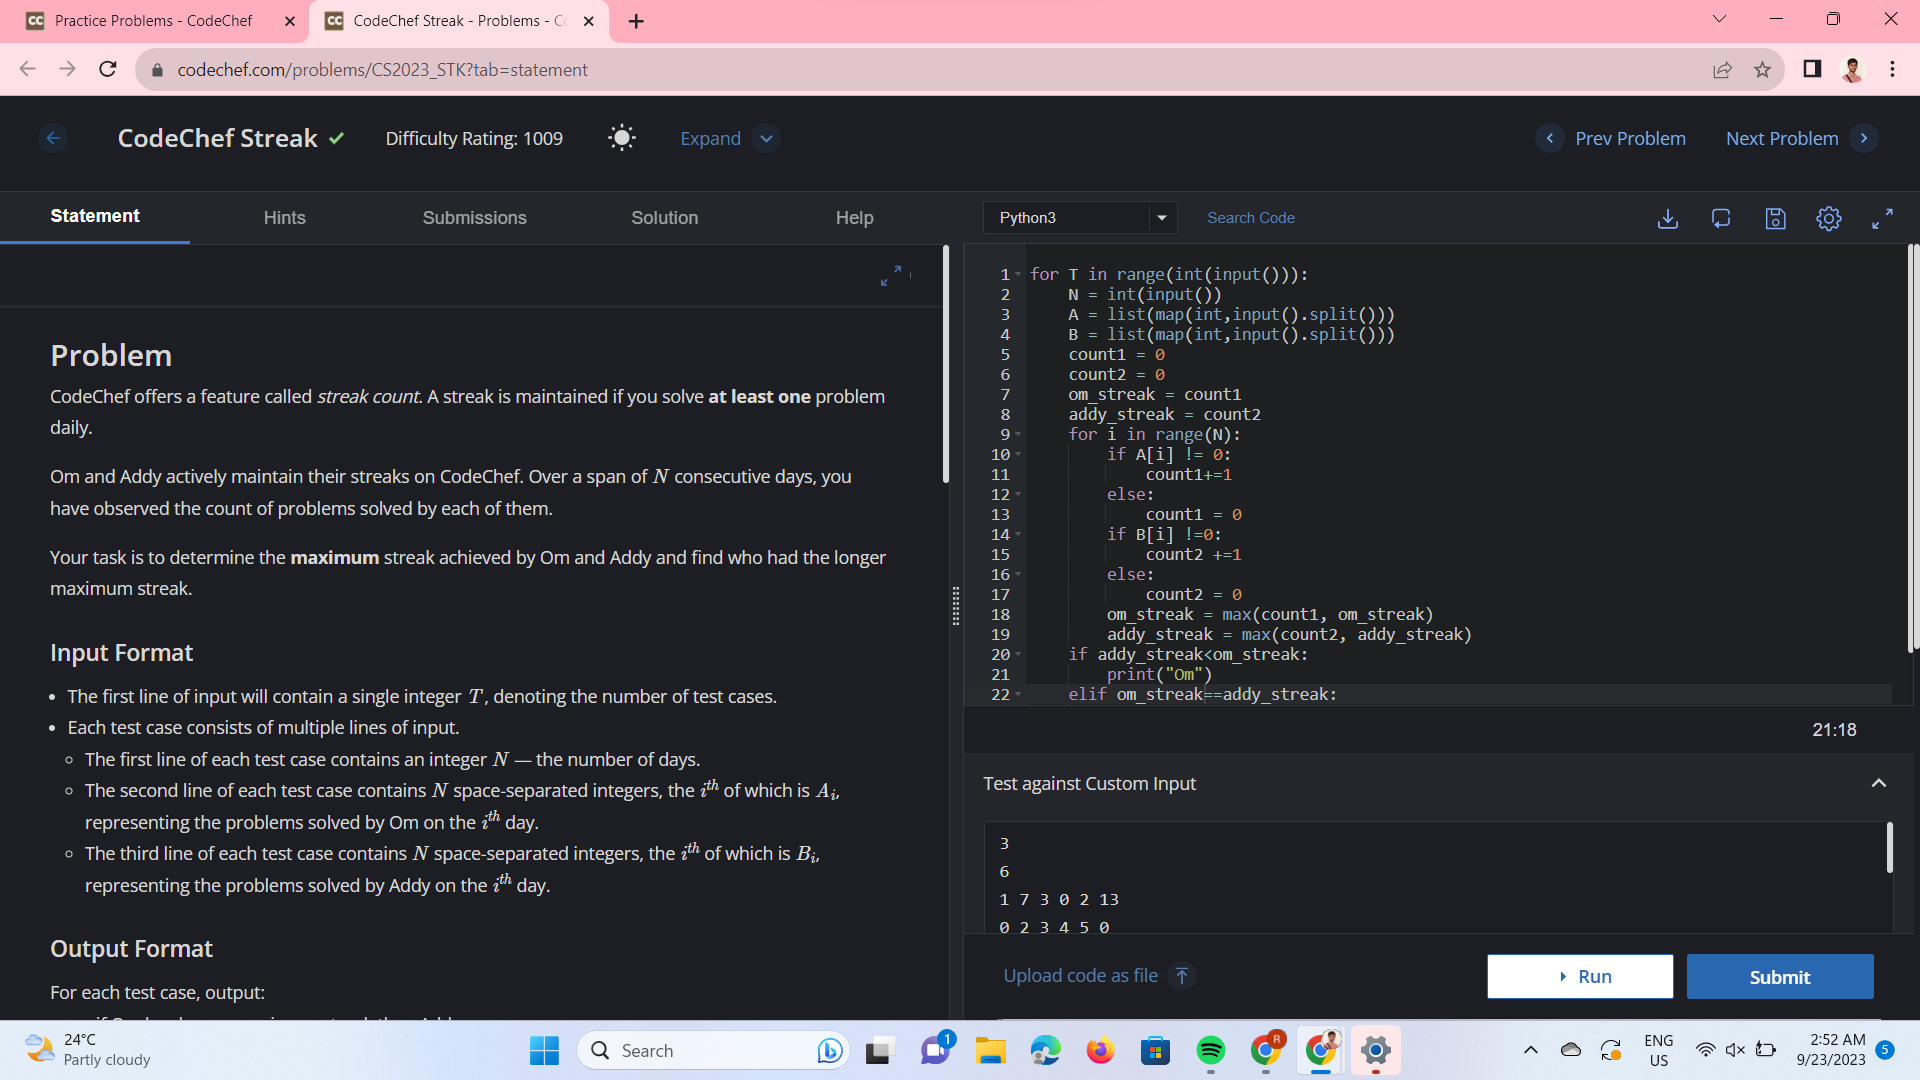 Practice Problems - CodeChef
CodeChef Streak - Problems - C
codechef.com/problems/CS2023_STK?tab=statement
CodeChef Streak
Difficulty Rating: 1009
Expand
Prev Problem
Next Problem
Statement
Hints
Submissions
Solution
Help
Python3
Search Code
Problem
CodeChef offers a feature called streak count. A streak is maintained if you solve at least one problem
daily.
Om and Addy actively maintain their streaks on CodeChef. Over a span of N consecutive days, you
have observed the count of problems solved by each of them.
Your task is to determine the maximum streak achieved by Om and Addy and find who had the longer
maximum streak.
Input Format
• The first line of input will contain a single integer T, denoting the number of test cases.
• Each test case consists of multiple lines of input.
◦ The first line of each test case contains an integer N — the number of days.
◦ The second line of each test case contains N space-separated integers, the i^th of which is A_i,
representing the problems solved by Om on the i^th day.
◦ The third line of each test case contains N space-separated integers, the i^th of which is B_i,
representing the problems solved by Addy on the i^th day.
Output Format
For each test case, output:
1 for T in range(int(input())):
2     N = int(input())
3     A = list(map(int,input().split()))
4     B = list(map(int,input().split()))
5     count1 = 0
6     count2 = 0
7     om_streak = count1
8     addy_streak = count2
9     for i in range(N):
10         if A[i] != 0:
11             count1+=1
12         else:
13             count1 = 0
14         if B[i] !=0:
15             count2 +=1
16         else:
17             count2 = 0
18         om_streak = max(count1, om_streak)
19         addy_streak = max(count2, addy_streak)
20     if addy_streak<om_streak:
21         print("Om")
22     elif om_streak==addy_streak:
21:18
Test against Custom Input
3
6
1 7 3 0 2 13
0 2 3 4 5 0
Upload code as file
Run
Submit
24°C
Partly cloudy
Search
1
R
ENG
US
2:52 AM
9/23/2023
5